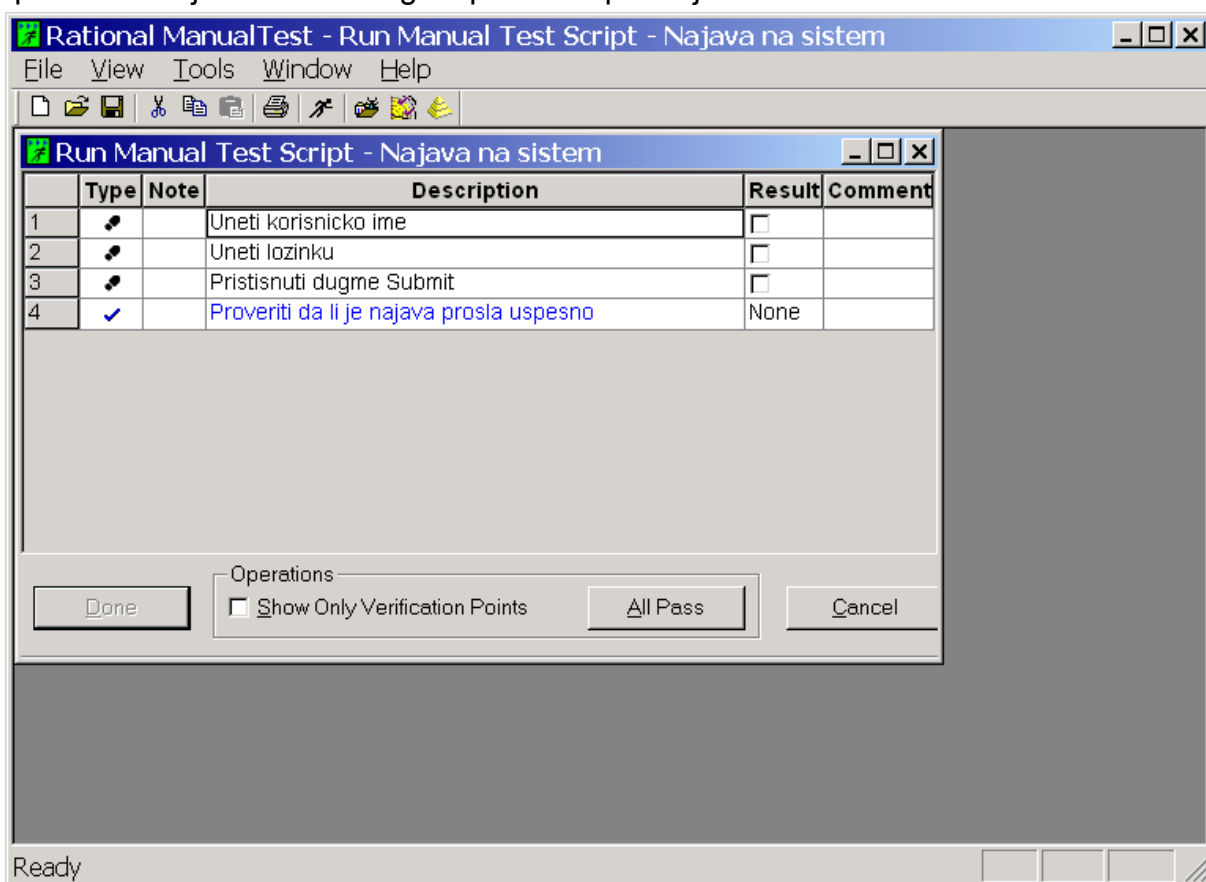 Rational ManualTest - Run Manual Test Script - Najava na sistem
File View Tools Window Help
Run Manual Test Script - Najava na sistem
Type Note Description Result Comment
1 Uneti korisnicko ime
2 Uneti lozinku
3 Pristisnuti dugme Submit
4 Proveriti da li je najava prosla uspesno None
Operations
Done Show Only Verification Points All Pass Cancel
Ready